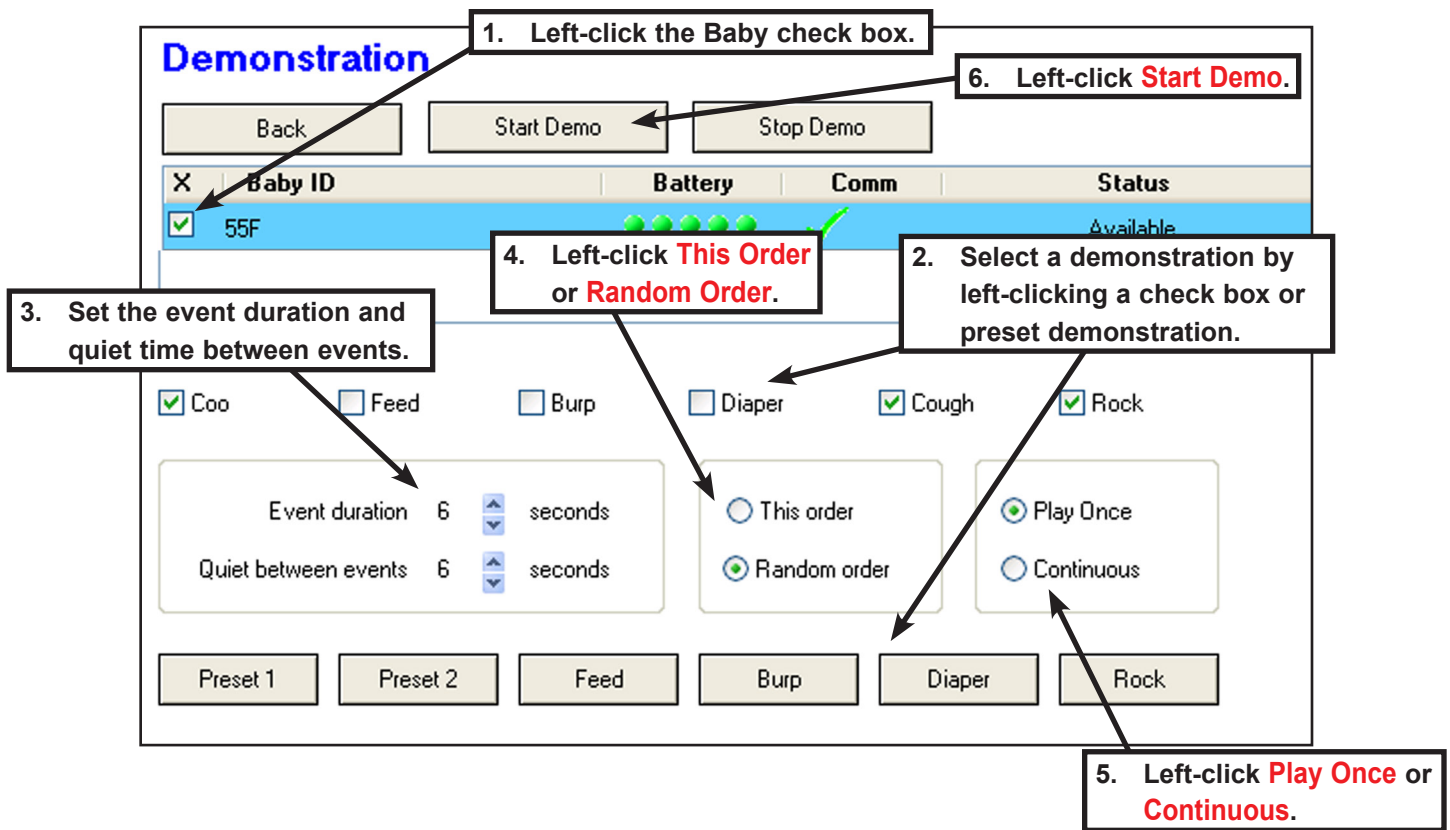 1. Left-click the Baby check box.
Demonstration
6. Left-click Start Demo.
Back
Start Demo
Stop Demo
X Baby ID Battery Comm Status
55F Available
4. Left-click This Order
or Random Order.
2. Select a demonstration by
left-clicking a check box or
preset demonstration.
3. Set the event duration and
quiet time between events.
Coo Feed Burp Diaper Cough Rock
Event duration 6 seconds
Quiet between events 6 seconds
This order
Random order
Play Once
Continuous
Preset 1 Preset 2 Feed Burp Diaper Rock
5. Left-click Play Once or
Continuous.